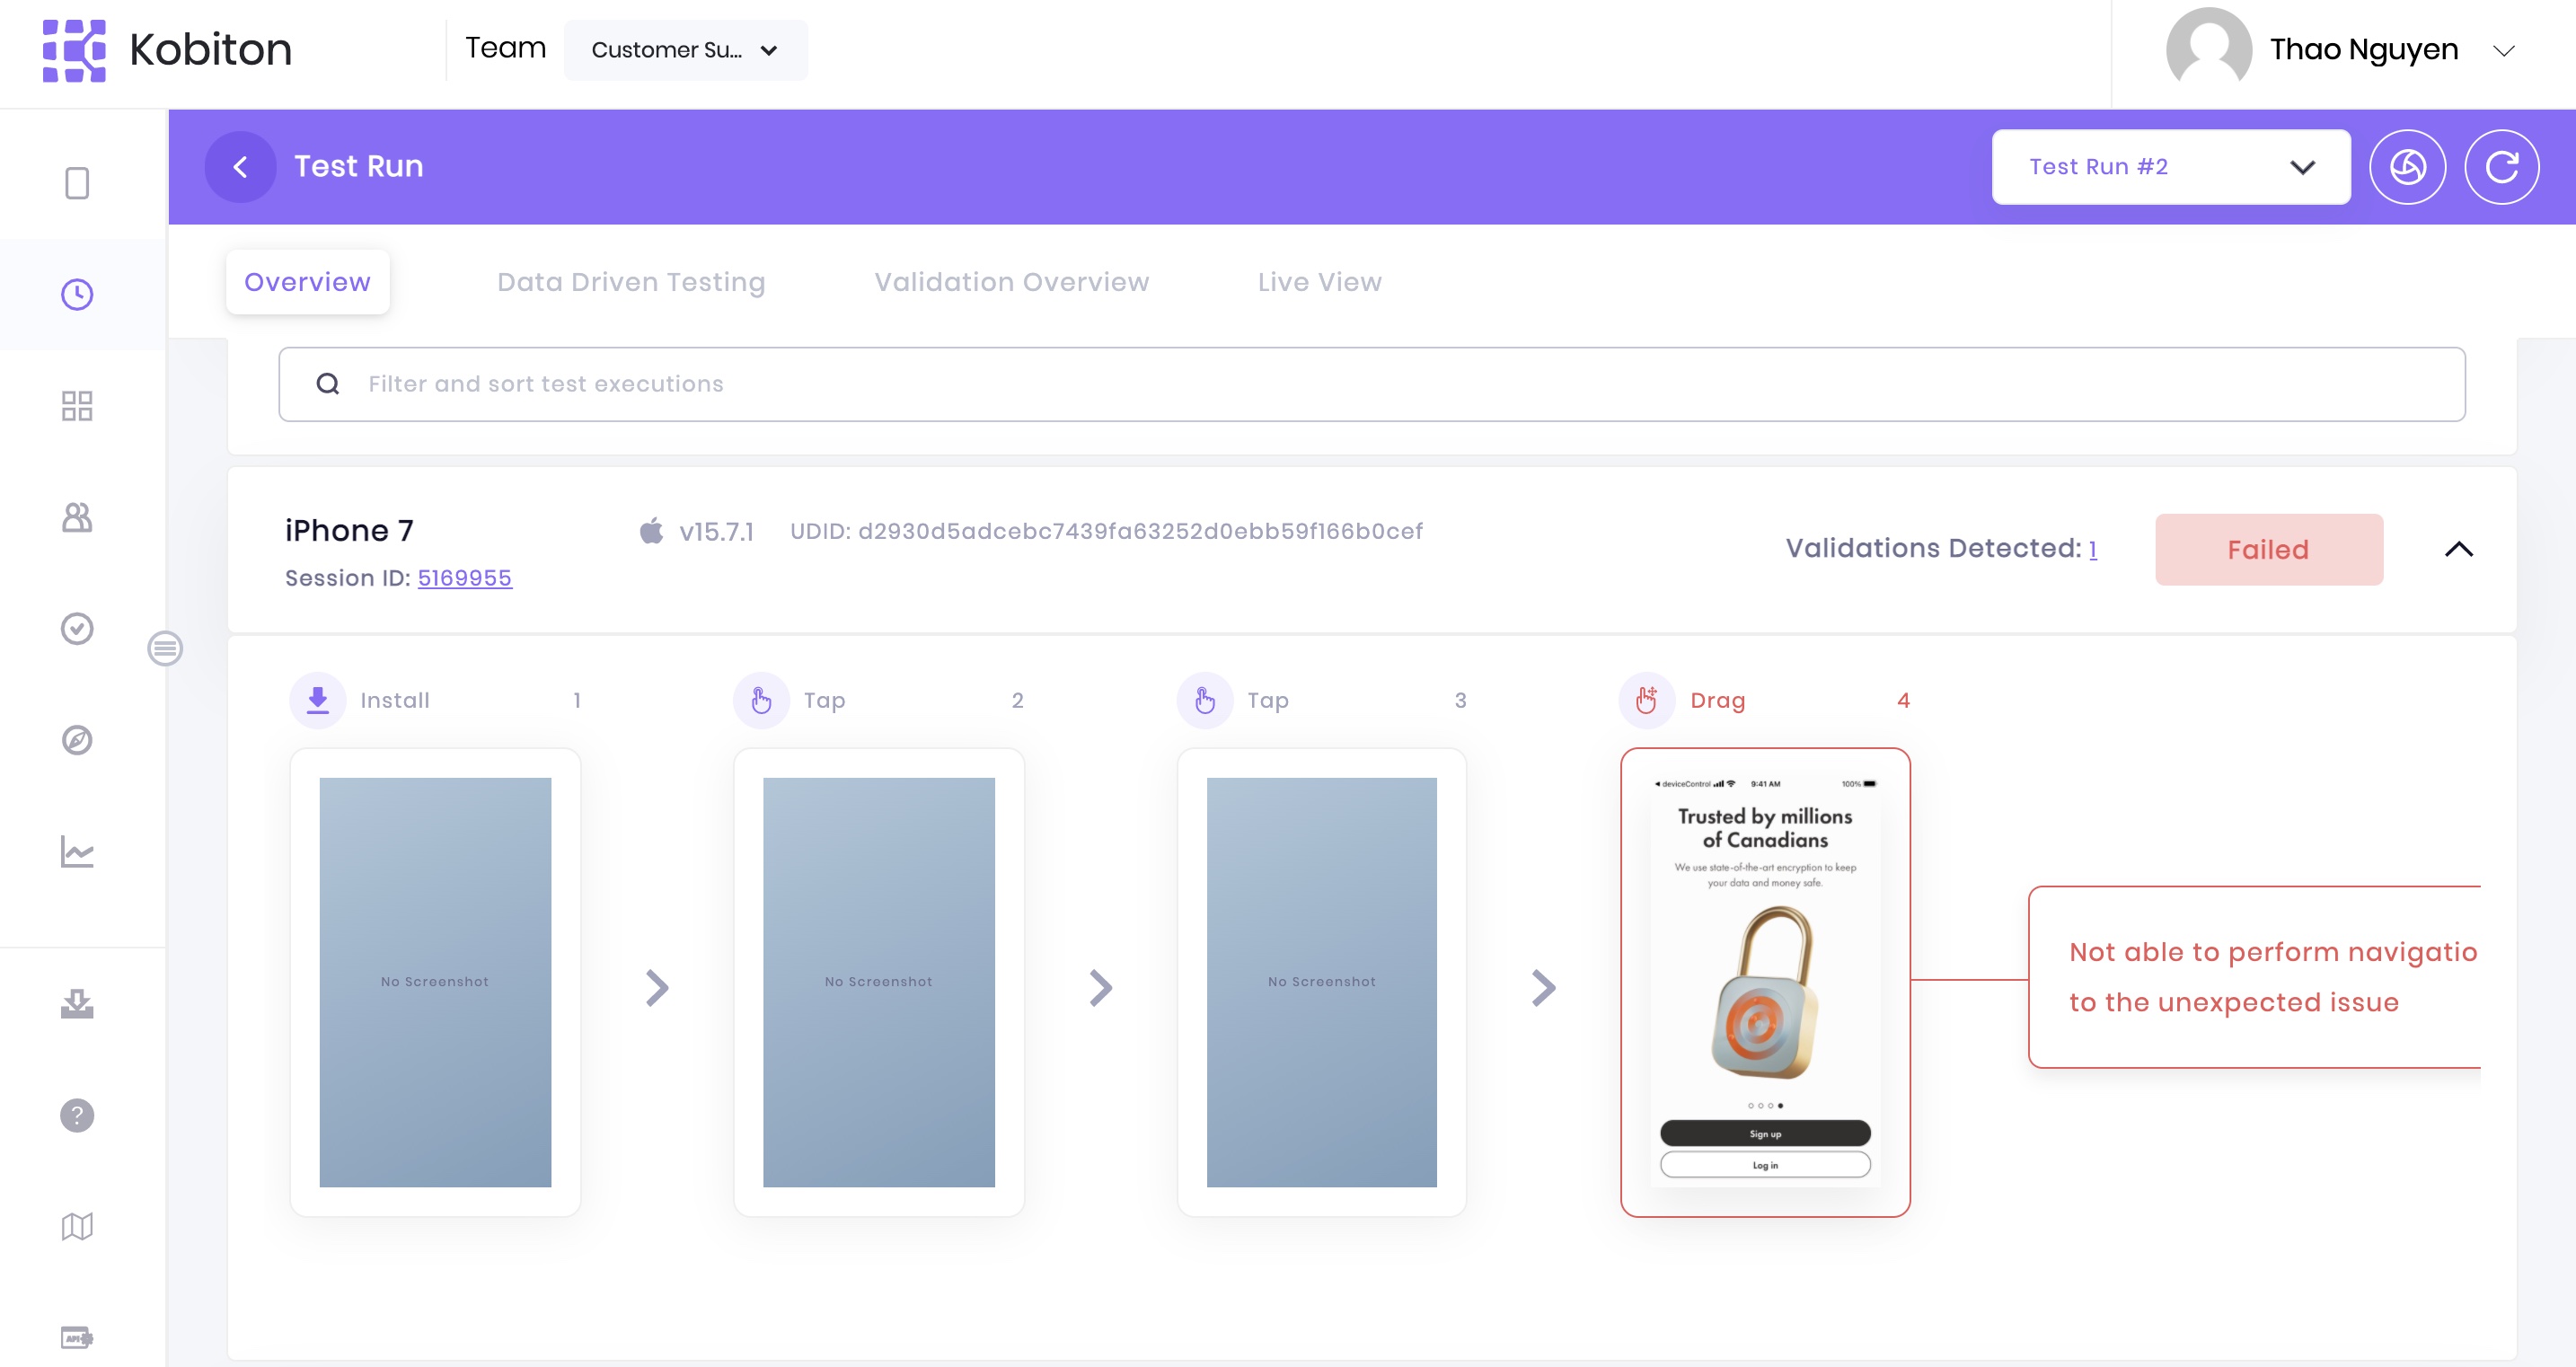 Kobiton
Team
Customer Su...
Thao Nguyen
Test Run
Test Run #2
Overview
Data Driven Testing
Validation Overview
Live View
Filter and sort test executions
iPhone 7
v15.7.1
UDID: d2930d5adcebc7439fa63252d0ebb59f166b0cef
Session ID: 5169955
Validations Detected: 1
Failed
Install 1
Tap 2
Tap 3
Drag 4
No Screenshot
No Screenshot
No Screenshot
deviceControl
9:41 AM
100%
Trusted by millions
of Canadians
We use state-of-the-art encryption to keep
your data and money safe.
Sign up
Log in
Not able to perform navigatio
to the unexpected issue
?
API